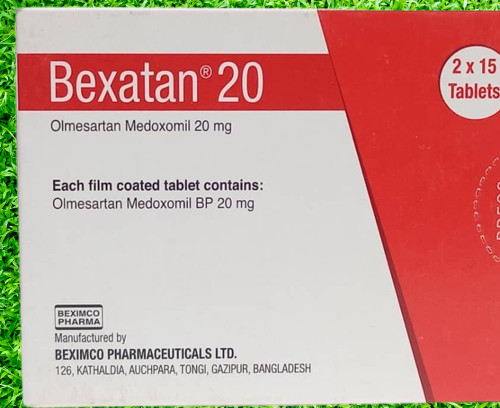 Bexatan® 20
2 x 15
Tablets
Olmesartan Medoxomil 20 mg
Each film coated tablet contains:
Olmesartan Medoxomil BP 20 mg
BEXIMCO
PHARMA
Manufactured by
BEXIMCO PHARMACEUTICALS LTD.
126, KATHALDIA, AUCHPARA, TONGI, GAZIPUR, BANGLADESH